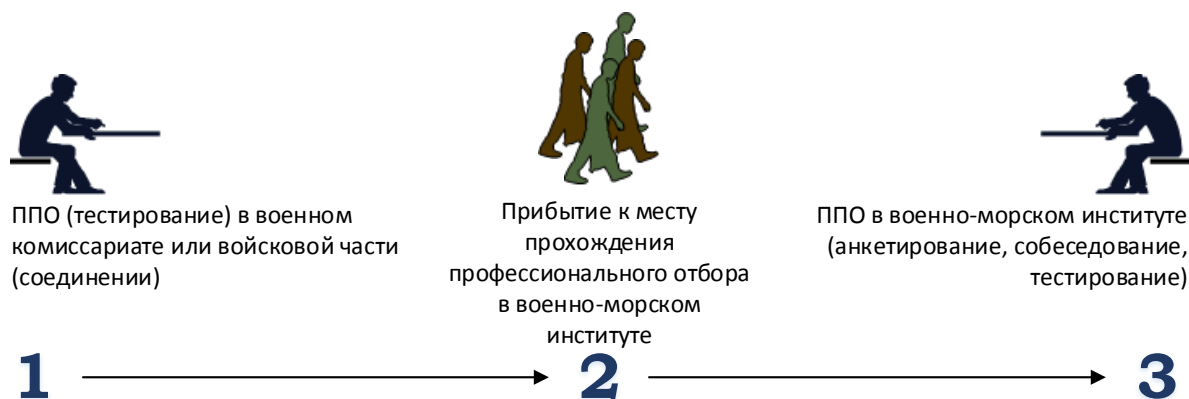 ППО (тестирование) в военном
комиссариате или войсковой части
(соединении)
Прибытие к месту
прохождения
профессионального отбора
в военно-морском
институте
ППО в военно-морском институте
(анкетирование, собеседование,
тестирование)
1
2
3